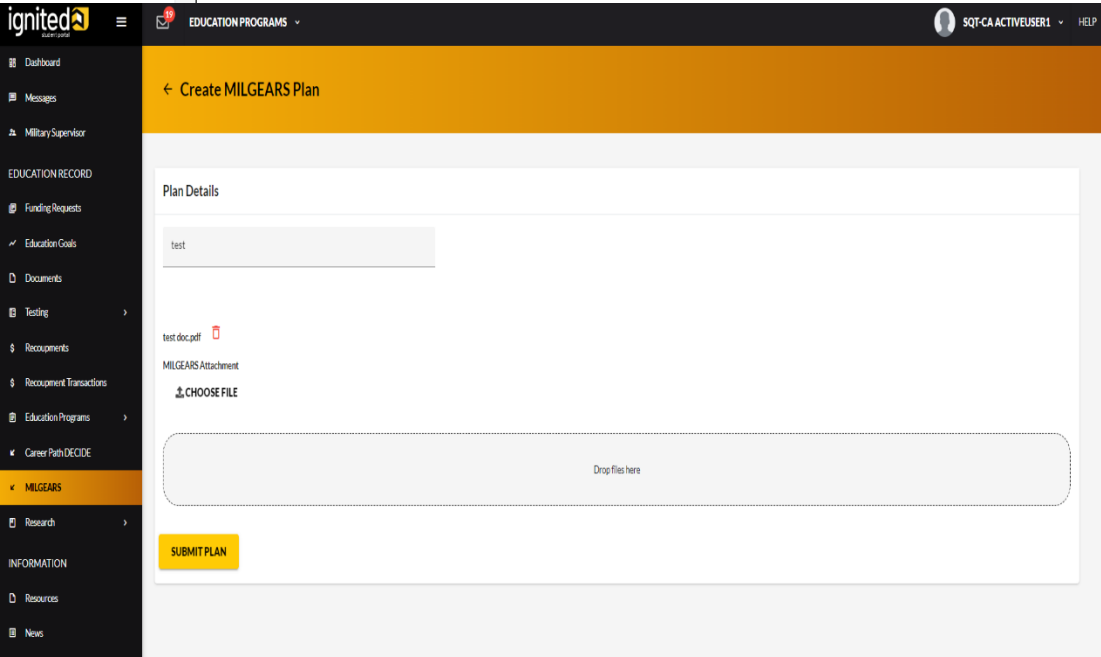 ignited
student portal
19
EDUCATION PROGRAMS
SQT-CA ACTIVEUSER1
HELP
Dashboard
Messages
Military Supervisor
EDUCATION RECORD
Funding Requests
Education Goals
Documents
Testing
$ Recoupments
$ Recoupment Transactions
Education Programs
Career Path DECIDE
MILGEARS
Research
INFORMATION
Resources
News
← Create MILGEARS Plan
Plan Details
test
test doc.pdf
MILGEARS Attachment
CHOOSE FILE
Drop files here
SUBMIT PLAN